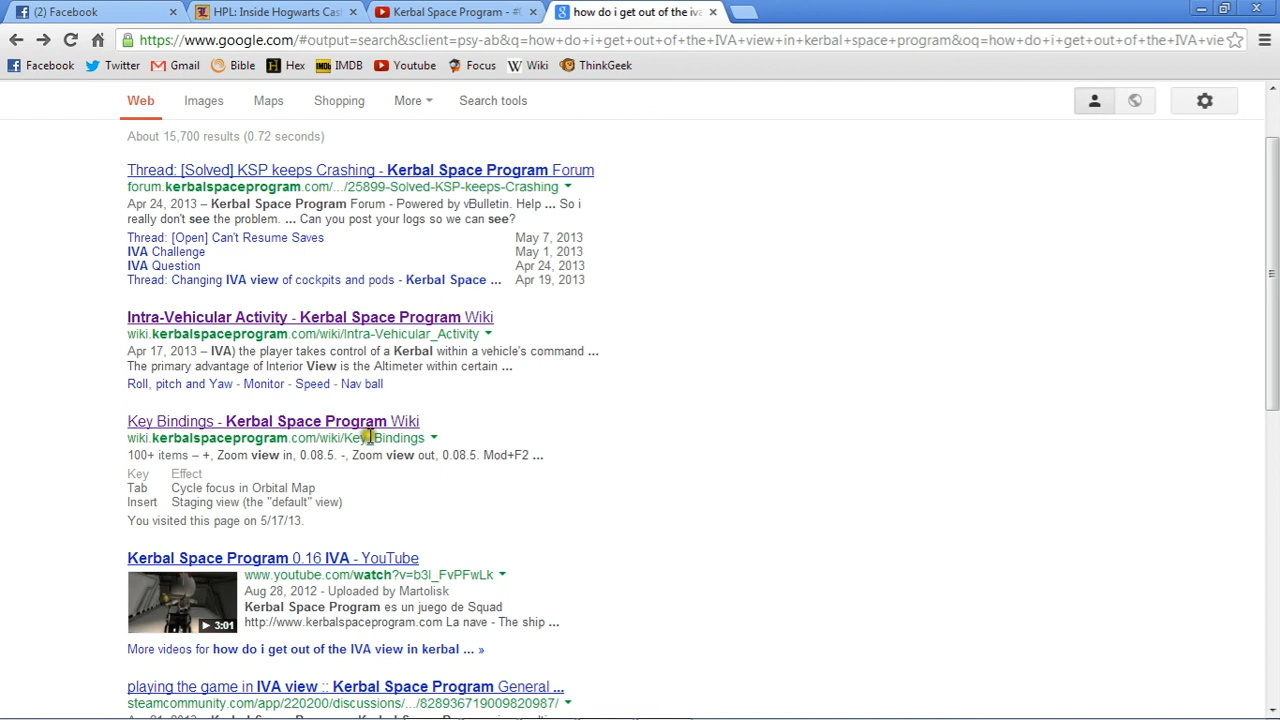 (2) Facebook
HPL: Inside Hogwarts Cas
Kerbal Space Program - #
how do i get out of the iva
https://www.google.com/#output=search&sclient=psy-ab&q=how+do+i+get+out+of+the+IVA+view+in+kerbal+space+program&oq=how+do+i+get+out+of+the+IVA+vie
Facebook Twitter Gmail Bible Hex IMDB Youtube Focus Wiki ThinkGeek
Web Images Maps Shopping More Search tools
About 15,700 results (0.72 seconds)
Thread: [Solved] KSP keeps Crashing - Kerbal Space Program Forum
forum.kerbalspaceprogram.com/.../25899-Solved-KSP-keeps-Crashing
Apr 24, 2013 – Kerbal Space Program Forum - Powered by vBulletin. Help ... So i
really don't see the problem. ... Can you post your logs so we can see?
Thread: [Open] Can't Resume Saves May 7, 2013
IVA Challenge May 1, 2013
IVA Question Apr 24, 2013
Thread: Changing IVA view of cockpits and pods - Kerbal Space ... Apr 19, 2013
Intra-Vehicular Activity - Kerbal Space Program Wiki
wiki.kerbalspaceprogram.com/wiki/Intra-Vehicular_Activity
Apr 17, 2013 – IVA) the player takes control of a Kerbal within a vehicle's command ...
The primary advantage of Interior View is the Altimeter within certain ...
Roll, pitch and Yaw - Monitor - Speed - Nav ball
Key Bindings - Kerbal Space Program Wiki
wiki.kerbalspaceprogram.com/wiki/Key_Bindings
100+ items – +, Zoom view in, 0.08.5. -, Zoom view out, 0.08.5. Mod+F2 ...
Key Effect
Tab Cycle focus in Orbital Map
Insert Staging view (the "default" view)
You visited this page on 5/17/13.
Kerbal Space Program 0.16 IVA - YouTube
www.youtube.com/watch?v=b3l_FvPFwLk
Aug 28, 2012 - Uploaded by Martolisk
Kerbal Space Program es un juego de Squad
http://www.kerbalspaceprogram.com La nave - The ship ...
3:01
More videos for how do i get out of the IVA view in kerbal ... »
playing the game in IVA view :: Kerbal Space Program General ...
steamcommunity.com/app/220200/discussions/.../828936719009820987/